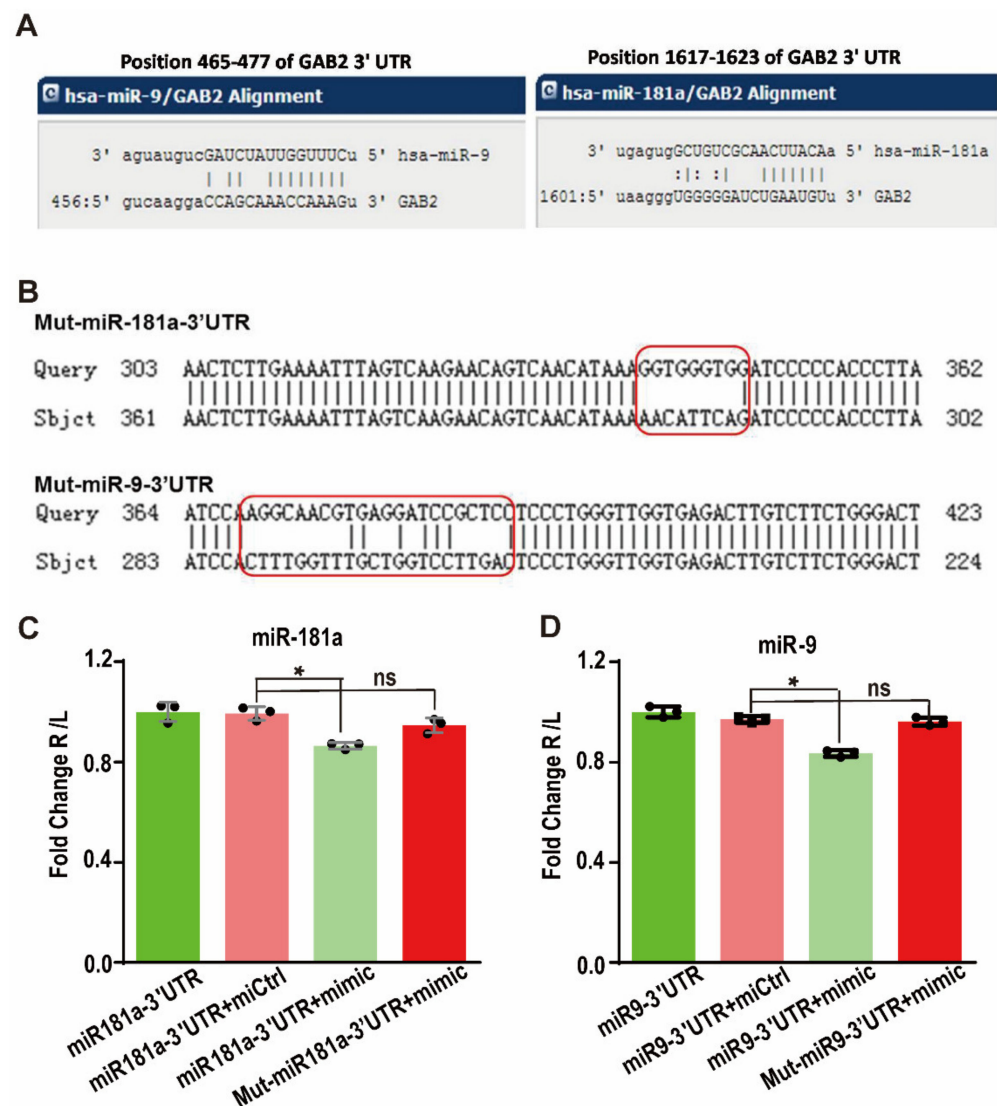 A
Position 465-477 of GAB2 3' UTR
hsa-miR-9/GAB2 Alignment
3' aguaugucGAUCUAUUGGUUUCu 5' hsa-miR-9
| || ||||||||
456:5' gucaaggaCCAGCAAACCAAAGu 3' GAB2
Position 1617-1623 of GAB2 3' UTR
hsa-miR-181a/GAB2 Alignment
3' ugagugGCUGUCGCAACUUACAa 5' hsa-miR-181a
:|: :| |||||||
1601:5' uaagggUGGGGGAUCUGAAUGUu 3' GAB2
B
Mut-miR-181a-3'UTR
Query 303 AACTCTTGAAAATTTAGTCAAGAACAGTCAACATAAAGGTGGGTGGATCCCCCACCCTTA 362
Sbjct 361 AACTCTTGAAAATTTAGTCAAGAACAGTCAACATAAAAACATTCAGATCCCCCACCCTTA 302
Mut-miR-9-3'UTR
Query 364 ATCCAAGGCAACGTGAGGATCCGCTCCTCCCTGGGTTGGTGAGACTTGTCTTCTGGGACT 423
Sbjct 283 ATCCACTTTGGTTTGCTGGTCCTTGACTCCCTGGGTTGGTGAGACTTGTCTTCTGGGACT 224
C
miR-181a
Fold Change R /L
1.2
0.8
0.4
0.0
*
ns
miR181a-3'UTR
miR181a-3'UTR+miCtrl
miR181a-3'UTR+mimic
Mut-miR181a-3'UTR+mimic
D
miR-9
Fold Change R /L
1.2
0.8
0.4
0.0
*
ns
miR9-3'UTR
miR9-3'UTR+miCtrl
miR9-3'UTR+mimic
Mut-miR9-3'UTR+mimic